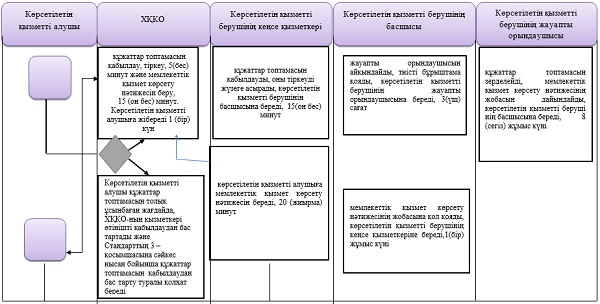 Көрсетілетін
қызметті алушы
ХҚКО
Көрсетілетін қызметті
берушінің кеңсе қызметкері
Көрсетілетін қызметті берушінің
басшысы
Көрсетілетін қызметті
берушінің жауапты
орындаушысы
құжаттар топтамасын
қабылдау, тіркеу, 5(бес)
минут және мемлекеттік
қызмет көрсету
нәтижесін беру,
15 (он бес) минут.
Көрсетілетін қызметті
алушыға жібереді 1 (бір)
күн
құжаттар топтамасын
қабылдауды, оны тіркеуді
жүзеге асырады, көрсетілетін
қызметті берушінің
басшысына береді, 15(он бес)
минут
жауапты орындаушысын
айқындайды, тиісті бұрыштама
қояды, көрсетілетін қызметті
берушінің жауапты
орындаушысына береді, 3(үш)
сағат
құжаттар топтамасын
зерделейді, мемлекеттік
қызмет көрсету нәтижесінің
жобасын дайындайды,
көрсетілетін қызметті беруші
нің басшысына береді, 8
(сегіз) жұмыс күні
Көрсетілетін қызметті
алушы құжаттар
топтамасын толық
ұсынбаған жағдайда,
ХҚКО-ның қызметкері
өтінішті қабылдаудан бас
тартады және
Стандарттың 3 –
қосымшасына сәйкес
нысан бойынша құжаттар
топтамасын қабылдаудан
бас тарту туралы қолхат
береді
көрсетілетін қызметті алушыға
мемлекеттік қызмет көрсету
нәтижесін береді, 20 (жиырма)
минут
мемлекеттік қызмет көрсету
нәтижесінің жобасына қол қояды,
көрсетілетін қызметті берушінің
кеңсе қызметкеріне береді,1(бір)
жұмыс күні